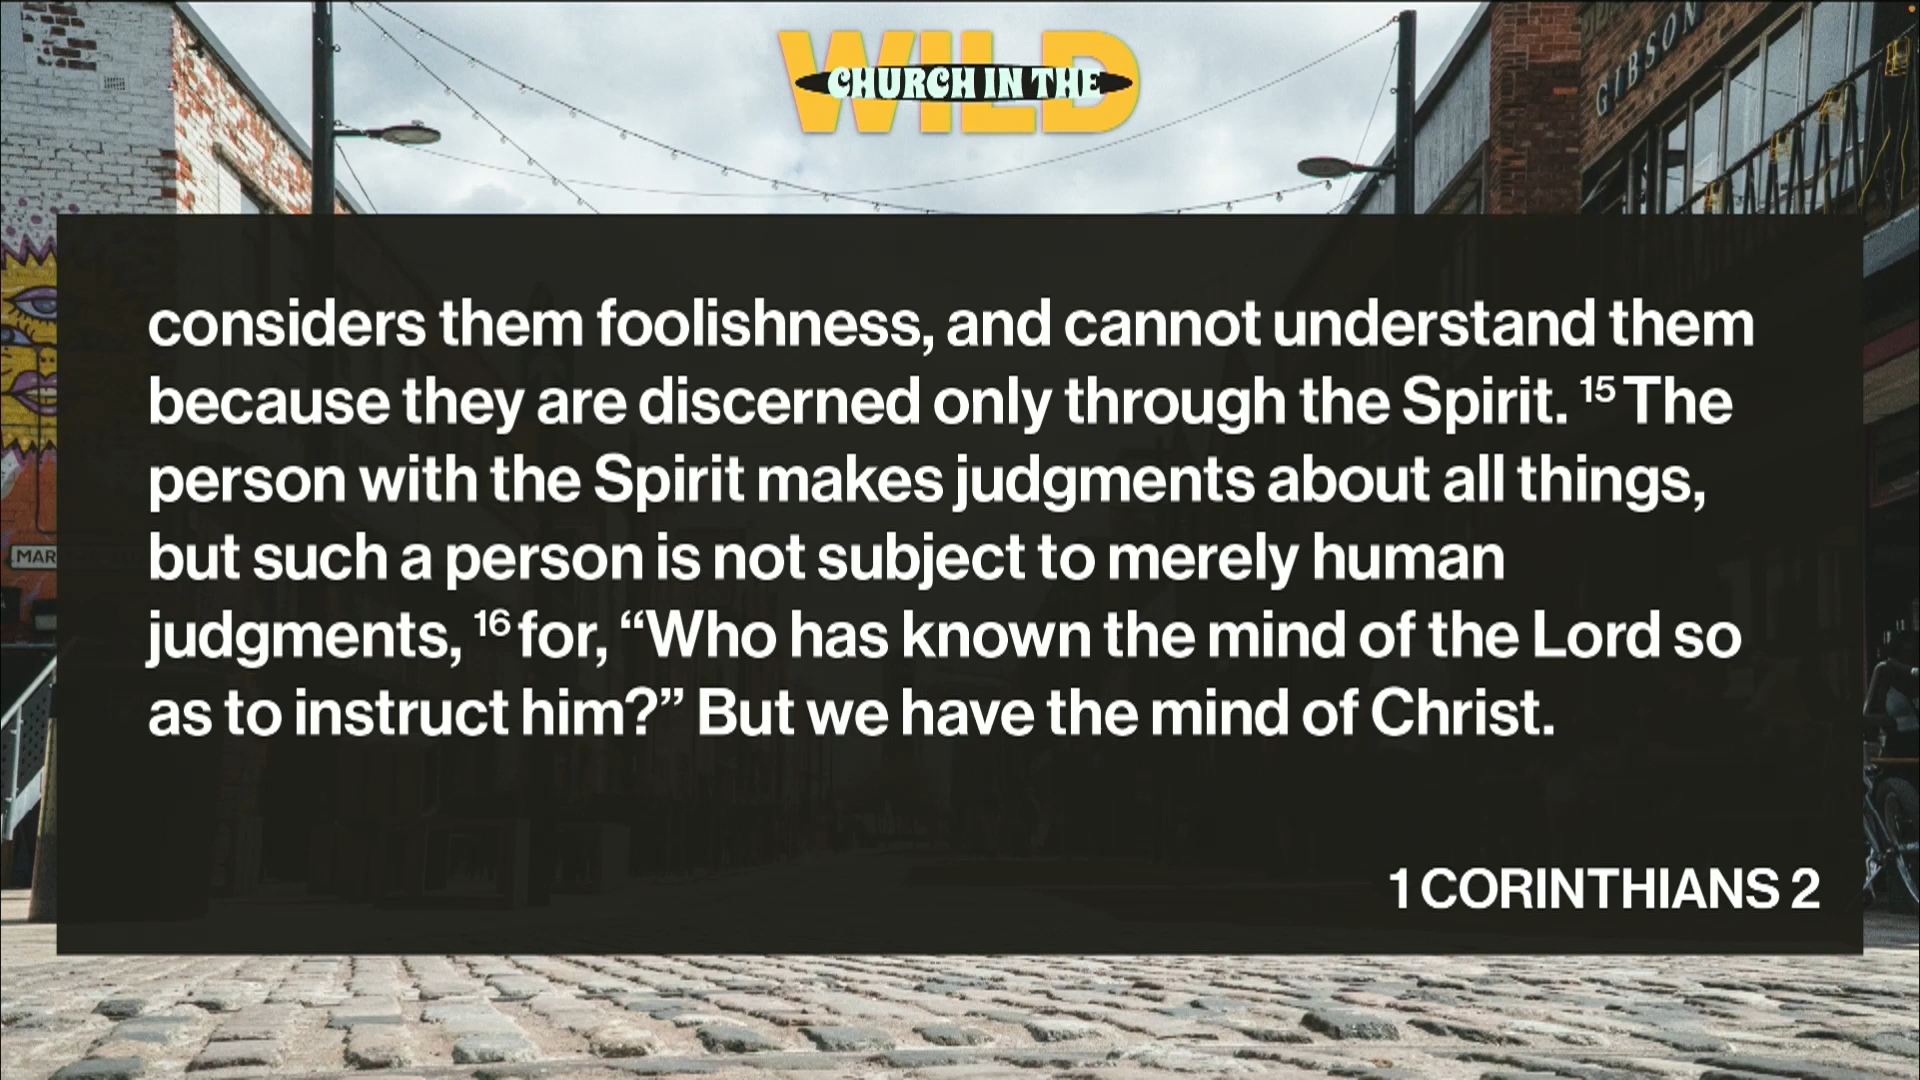 WILD
CHURCH IN THE
GIBSON
MAR
considers them foolishness, and cannot understand them
because they are discerned only through the Spirit. 15 The
person with the Spirit makes judgments about all things,
but such a person is not subject to merely human
judgments, 16 for, “Who has known the mind of the Lord so
as to instruct him?” But we have the mind of Christ.
1 CORINTHIANS 2